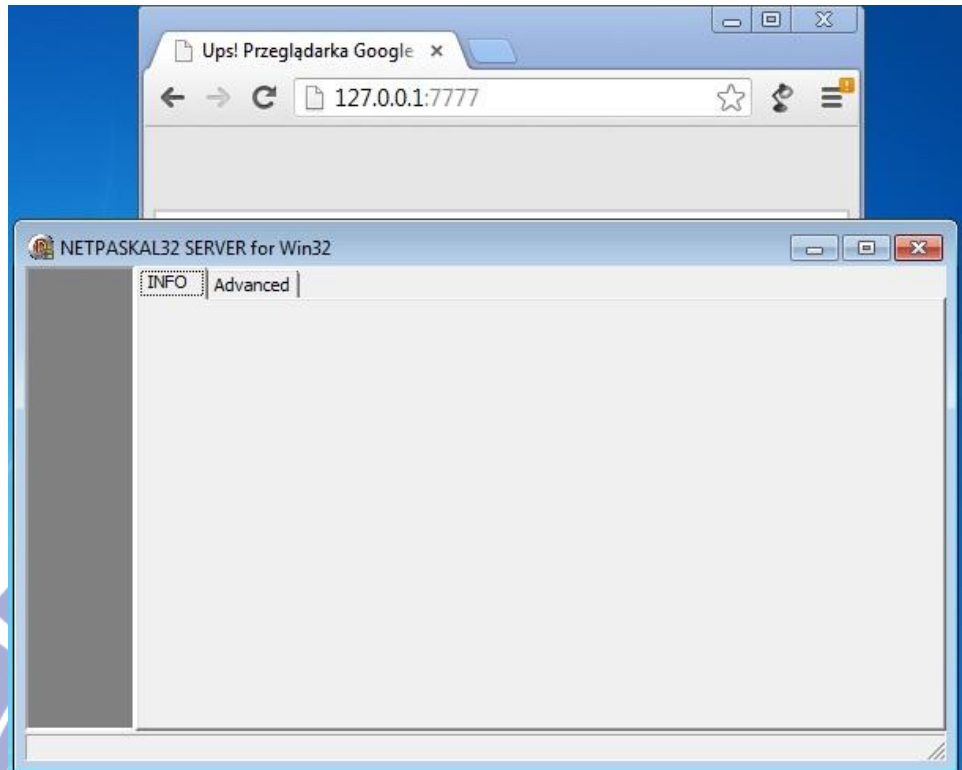 Ups! Przeglądarka Google
127.0.0.1:7777
NETPASKAL32 SERVER for Win32
INFO
Advanced